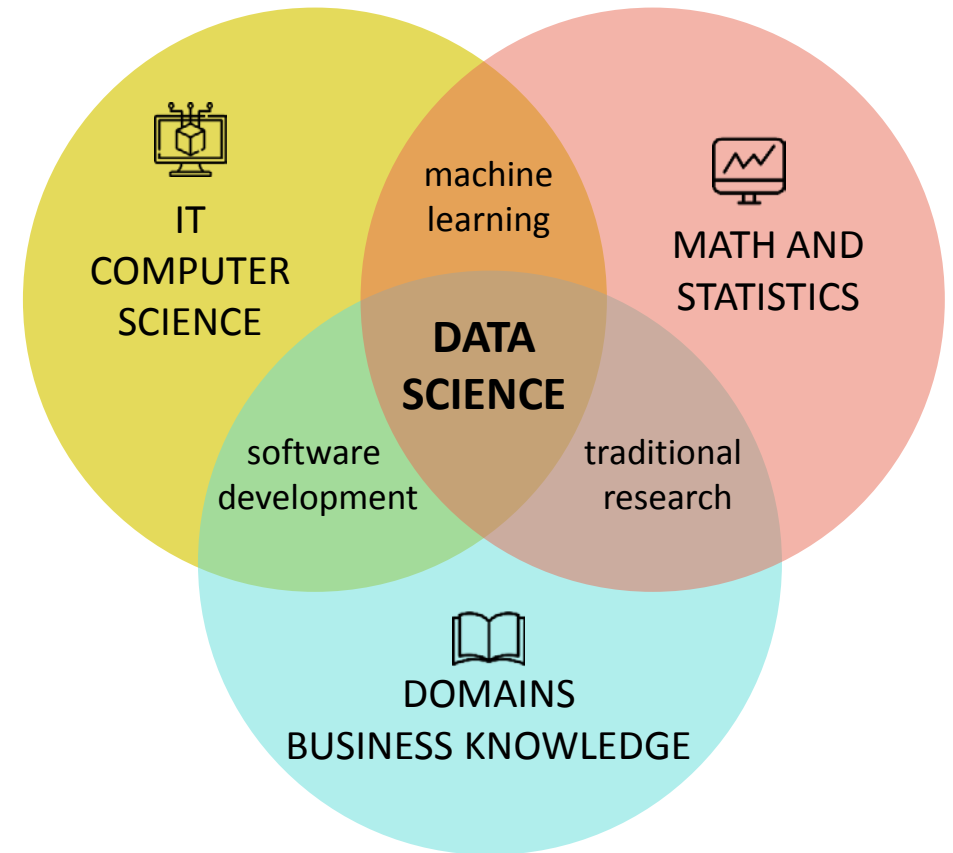 machine
learning
IT
COMPUTER
SCIENCE
MATH AND
STATISTICS
DATA
SCIENCE
software
development
traditional
research
DOMAINS
BUSINESS KNOWLEDGE